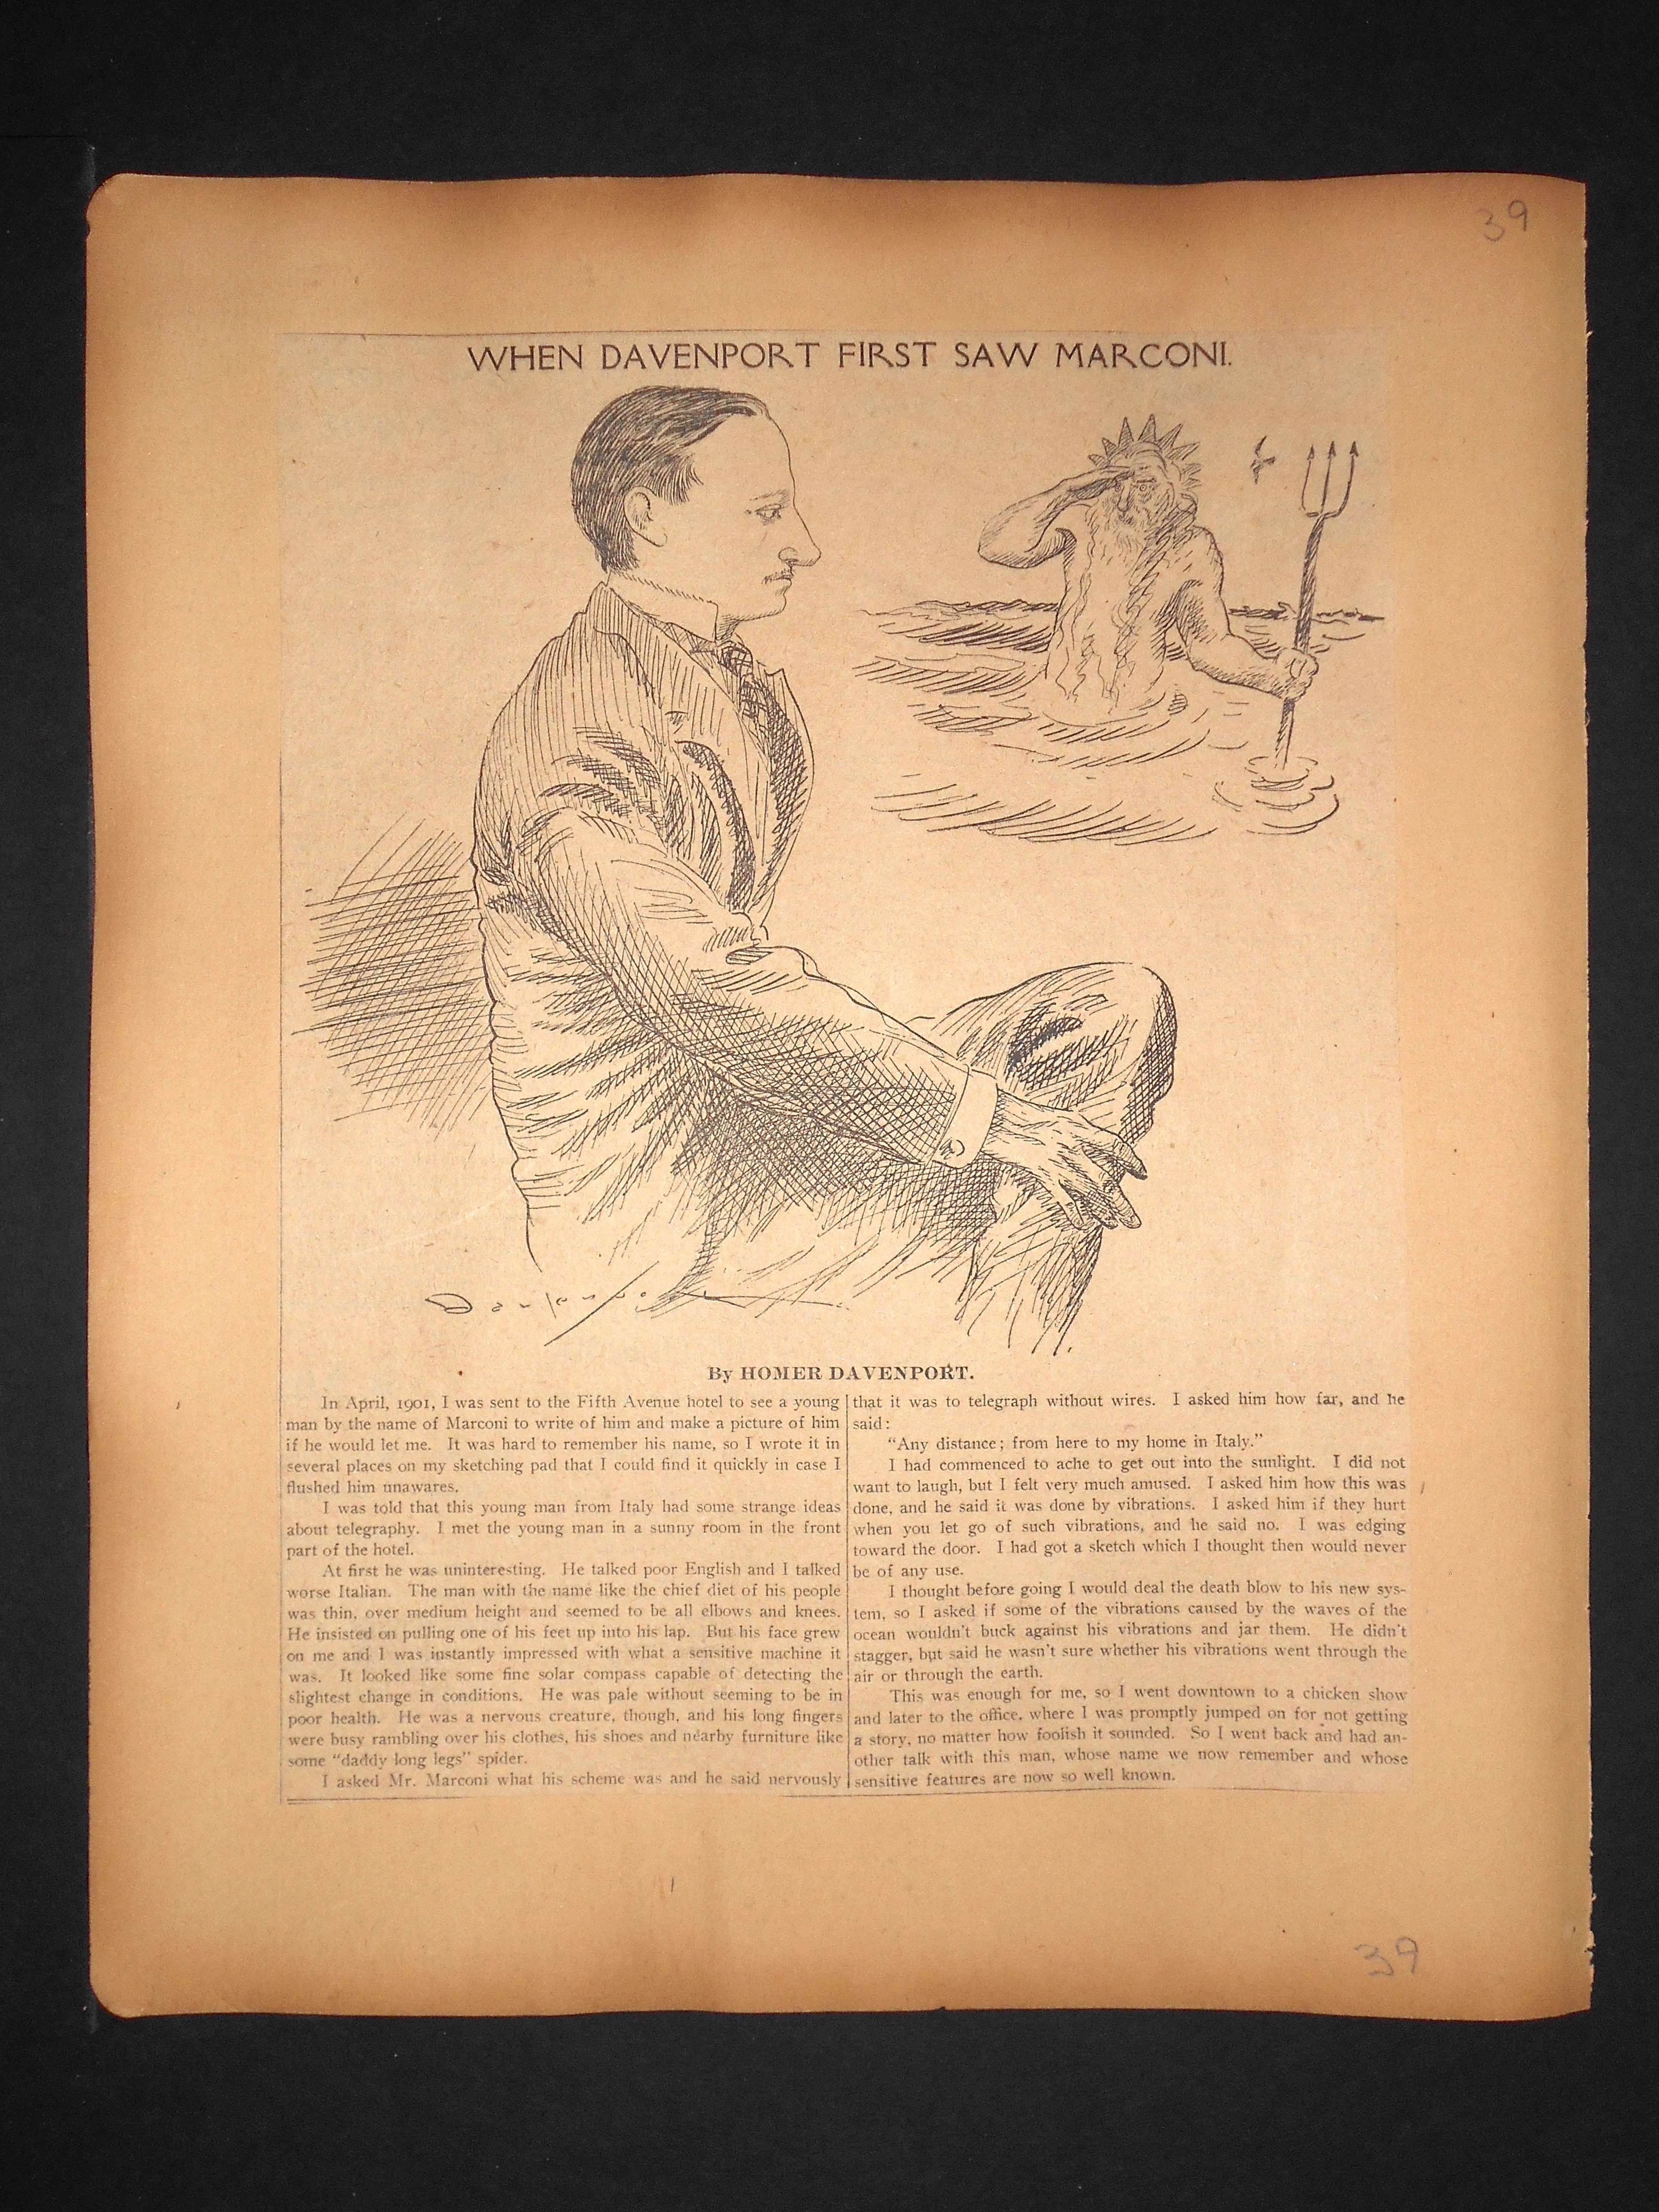 39
WHEN DAVENPORT FIRST SAW MARCONI.
Davenport
By HOMER DAVENPORT.
In April, 1901, I was sent to the Fifth Avenue hotel to see a young
man by the name of Marconi to write of him and make a picture of him
if he would let me. It was hard to remember his name, so I wrote it in
several places on my sketching pad that I could find it quickly in case I
flushed him unawares.
I was told that this young man from Italy had some strange ideas
about telegraphy. I met the young man in a sunny room in the front
part of the hotel.
At first he was uninteresting. He talked poor English and I talked
worse Italian. The man with the name like the chief diet of his people
was thin, over medium height and seemed to be all elbows and knees.
He insisted on pulling one of his feet up into his lap. But his face grew
on me and I was instantly impressed with what a sensitive machine it
was. It looked like some fine solar compass capable of detecting the
slightest change in conditions. He was pale without seeming to be in
poor health. He was a nervous creature, though, and his long fingers
were busy rambling over his clothes, his shoes and nearby furniture like
some "daddy long legs" spider.
I asked Mr. Marconi what his scheme was and he said nervously
that it was to telegraph without wires. I asked him how far, and he
said:
"Any distance; from here to my home in Italy."
I had commenced to ache to get out into the sunlight. I did not
want to laugh, but I felt very much amused. I asked him how this was
done, and he said it was done by vibrations. I asked him if they hurt
when you let go of such vibrations, and he said no. I was edging
toward the door. I had got a sketch which I thought then would never
be of any use.
I thought before going I would deal the death blow to his new sys-
tem, so I asked if some of the vibrations caused by the waves of the
ocean wouldn't buck against his vibrations and jar them. He didn't
stagger, but said he wasn't sure whether his vibrations went through the
air or through the earth.
This was enough for me, so I went downtown to a chicken show
and later to the office, where I was promptly jumped on for not getting
a story, no matter how foolish it sounded. So I went back and had an-
other talk with this man, whose name we now remember and whose
sensitive features are now so well known.
39